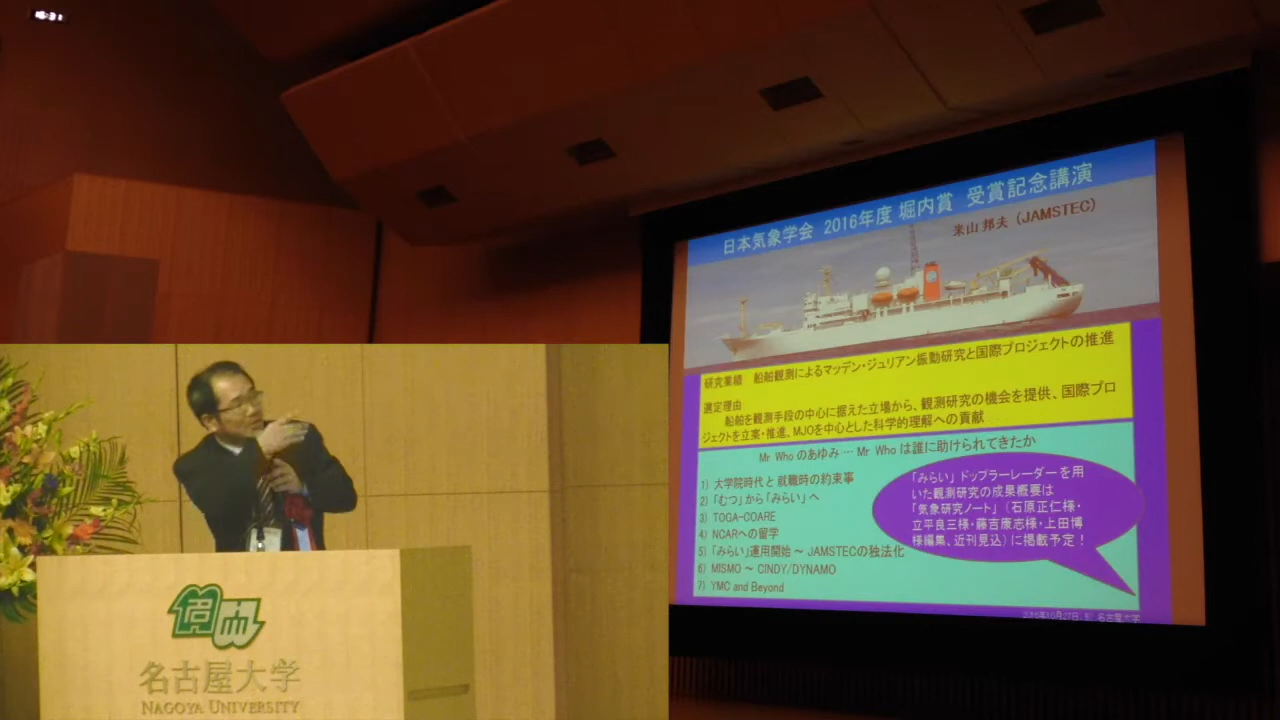 日本気象学会 2016年度 堀内賞 受賞記念講演
米山 邦夫 (JAMSTEC)
研究業績 船舶観測によるマッデン・ジュリアン振動研究と国際プロジェクトの推進
選定理由
船舶を観測手段の中心に据えた立場から、観測研究の機会を提供、国際プロ
ジェクトを立案・推進、MJOを中心とした科学的理解への貢献
Mr Who のあゆみ … Mr Who は誰に助けられてきたか
1) 大学院時代 と 就職時の約束事
2) 「むつ」 から 「みらい」 へ
3) TOGA-COARE
4) NCARへの留学
5) 「みらい」運用開始 ~ JAMSTECの独法化
6) MISMO ~ CINDY/DYNAMO
7) YMC and Beyond
「みらい」 ドップラーレーダー を用
いた観測研究の成果概要は
「気象研究ノート」 (石原正仁様・
立平良三様・藤吉康志様・上田博
様編集、近刊見込) に掲載予定！
名古屋大学
名古屋大学
NAGOYA UNIVERSITY